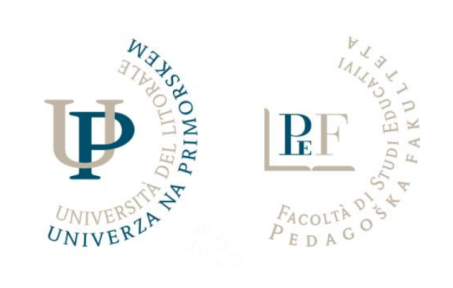 UP
UNIVERSITÀ DEL LITORALE
UNIVERZA NA PRIMORSKEM
PEF
FACOLTÀ DI STUDI EDUCATIVI
PEDAGOŠKA FAKULTETA